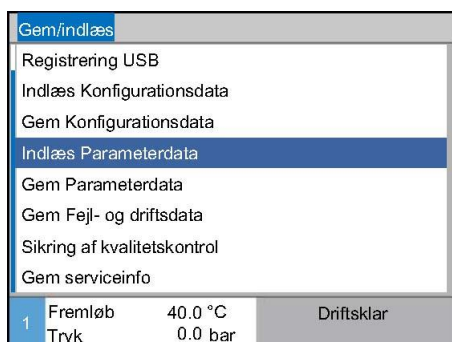 Gem/indlæs
Registrering USB
Indlæs Konfigurationsdata
Gem Konfigurationsdata
Indlæs Parameterdata
Gem Parameterdata
Gem Fejl- og driftsdata
Sikring af kvalitetskontrol
Gem serviceinfo
1 Fremløb 40.0 °C Driftsklar
Tryk 0.0 bar